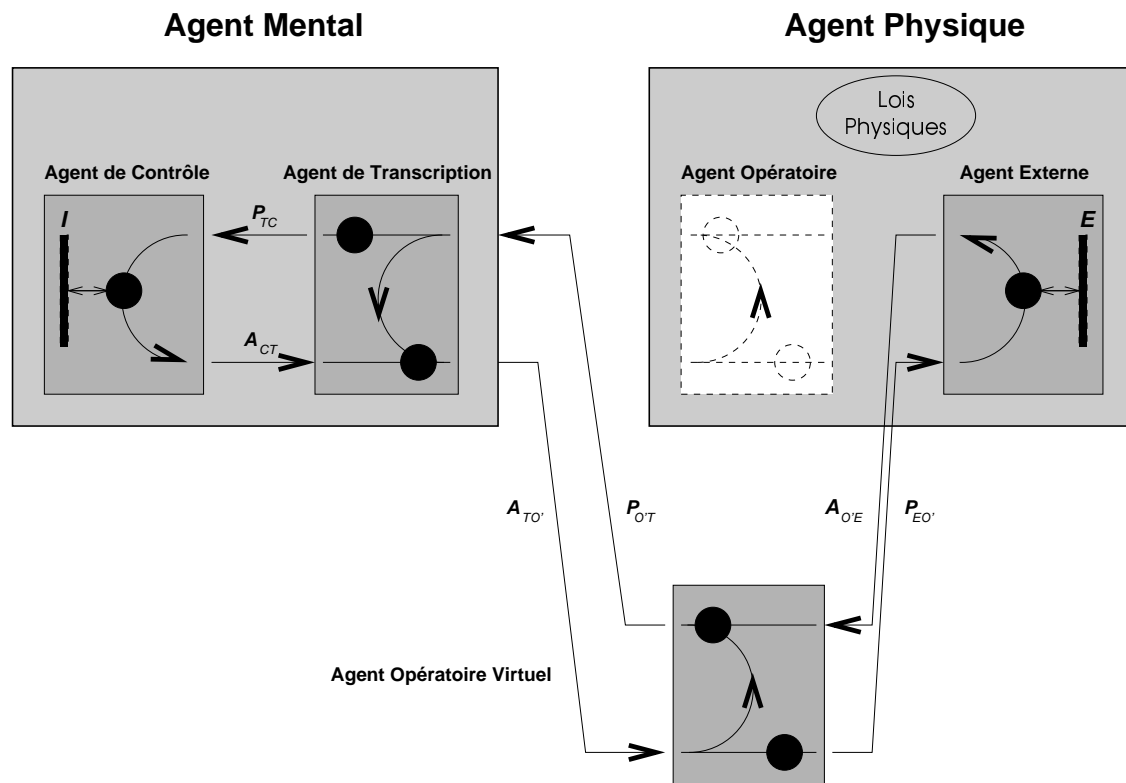 Agent Mental
Agent Physique
Lois
Physiques
Agent de Contrôle
Agent de Transcription
Agent Opératoire
Agent Externe
I
P_TC
E
A_CT
A_TO'
P_O'T
A_O'E
P_EO'
Agent Opératoire Virtuel